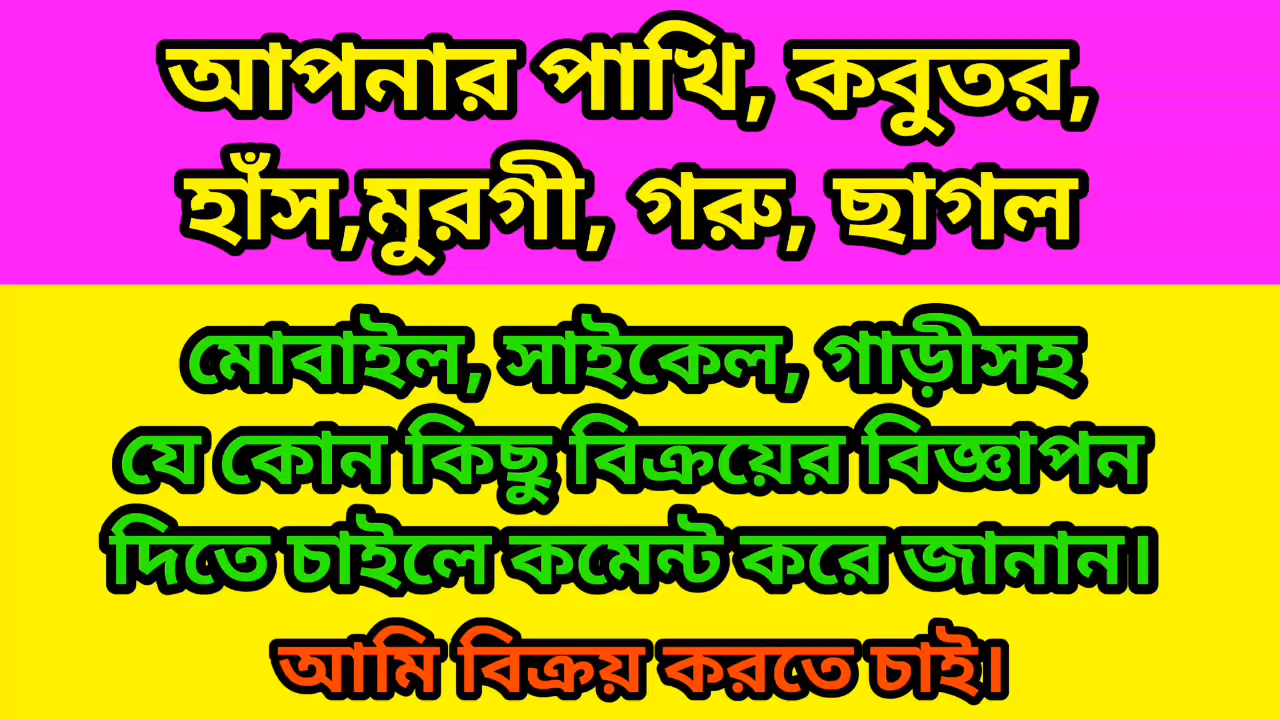 আপনার পাখি, কবুতর,
হাঁস,মুরগী, গরু, ছাগল
মোবাইল, সাইকেল, গাড়ীসহ
যে কোন কিছু বিক্রয়ের বিজ্ঞাপন
দিতে চাইলে কমেন্ট করে জানান।
আমি বিক্রয় করতে চাই।